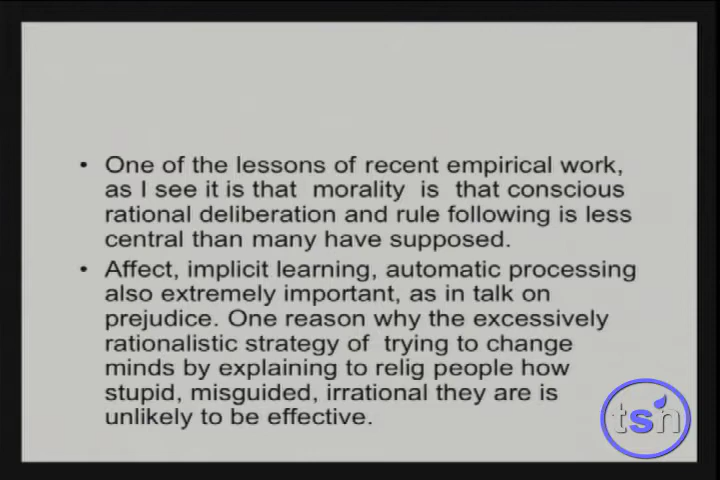 • One of the lessons of recent empirical work,
as I see it is that morality is that conscious
rational deliberation and rule following is less
central than many have supposed.
• Affect, implicit learning, automatic processing
also extremely important, as in talk on
prejudice. One reason why the excessively
rationalistic strategy of trying to change
minds by explaining to relig people how
stupid, misguided, irrational they are is
unlikely to be effective.
tsn